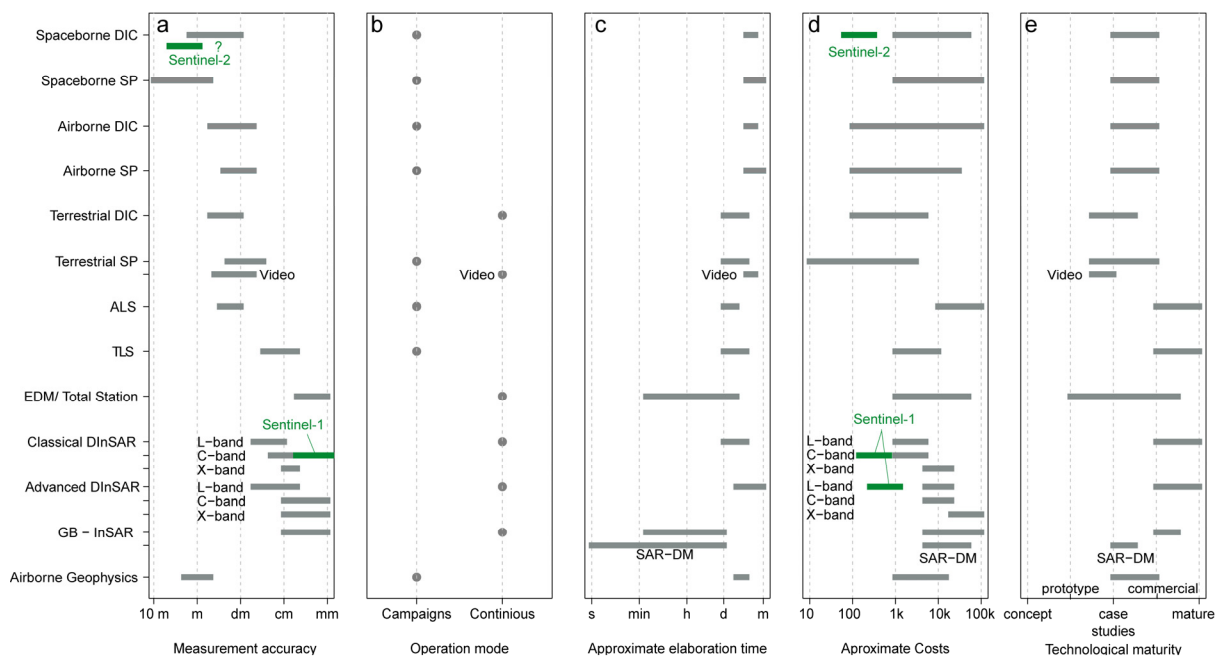 a
b
c
d
e
Spaceborne DIC
?
Sentinel-2
Sentinel-2
Spaceborne SP
Airborne DIC
Airborne SP
Terrestrial DIC
Terrestrial SP
Video
Video
Video
Video
ALS
TLS
EDM/ Total Station
Sentinel-1
Sentinel-1
Classical DInSAR
L-band
L-band
C-band
C-band
X-band
X-band
Advanced DInSAR
L-band
L-band
C-band
C-band
X-band
X-band
GB - InSAR
SAR-DM
SAR-DM
SAR-DM
Airborne Geophysics
prototype
commercial
10 m
m
dm
cm
mm
Campaigns
Continious
s
min
h
d
m
10
100
1k
10k
100k
concept
case
studies
mature
Measurement accuracy
Operation mode
Approximate elaboration time
Aproximate Costs
Technological maturity